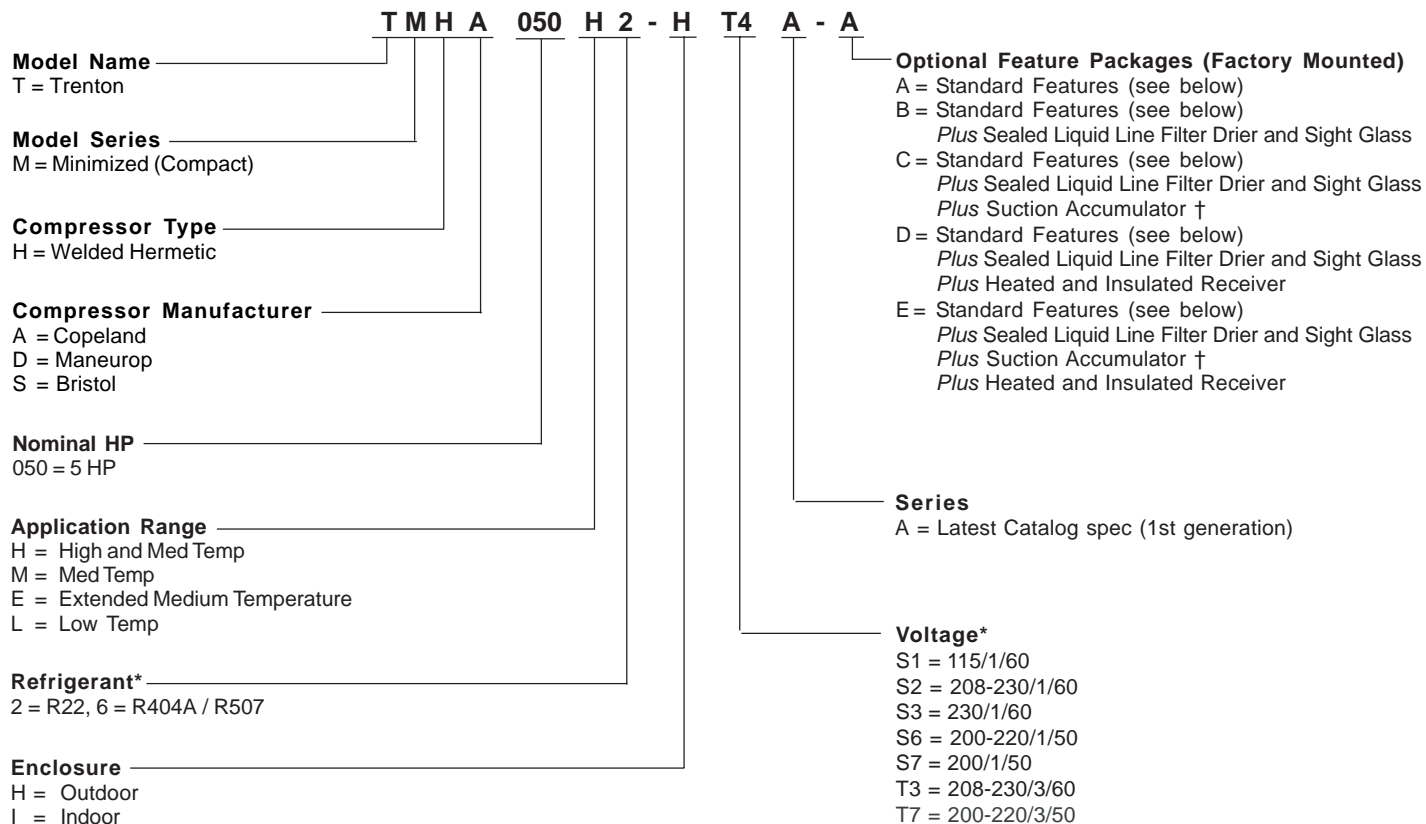 T M H A 050 H 2 - H T4 A - A
Model Name
T = Trenton
Model Series
M = Minimized (Compact)
Compressor Type
H = Welded Hermetic
Compressor Manufacturer
A = Copeland
D = Maneurop
S = Bristol
Nominal HP
050 = 5 HP
Application Range
H = High and Med Temp
M = Med Temp
E = Extended Medium Temperature
L = Low Temp
Refrigerant*
2 = R22, 6 = R404A / R507
Enclosure
H = Outdoor
I = Indoor
Optional Feature Packages (Factory Mounted)
A = Standard Features (see below)
B = Standard Features (see below)
Plus Sealed Liquid Line Filter Drier and Sight Glass
C = Standard Features (see below)
Plus Sealed Liquid Line Filter Drier and Sight Glass
Plus Suction Accumulator †
D = Standard Features (see below)
Plus Sealed Liquid Line Filter Drier and Sight Glass
Plus Heated and Insulated Receiver
E = Standard Features (see below)
Plus Sealed Liquid Line Filter Drier and Sight Glass
Plus Suction Accumulator †
Plus Heated and Insulated Receiver
Series
A = Latest Catalog spec (1st generation)
Voltage*
S1 = 115/1/60
S2 = 208-230/1/60
S3 = 230/1/60
S6 = 200-220/1/50
S7 = 200/1/50
T3 = 208-230/3/60
T7 = 200-220/3/50